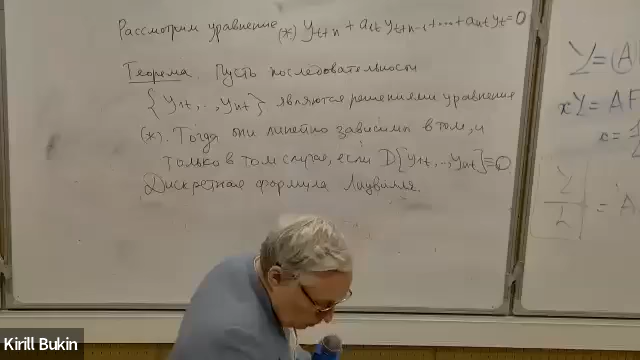 Рассмотрим уравнение (*) y_{t+n} + a_{1t} y_{t+n-1} + ... + a_{nt} y_t = 0
Теорема. Пусть последовательности
{y_{1t}, .., y_{nt}} являются решениями уравнения
(*). Тогда они линейно зависимы в том, и
только в том случае, если D[y_{1t}, .., y_{nt}] ≡ 0
Дискретная формула Лиувилля.
Kirill Bukin